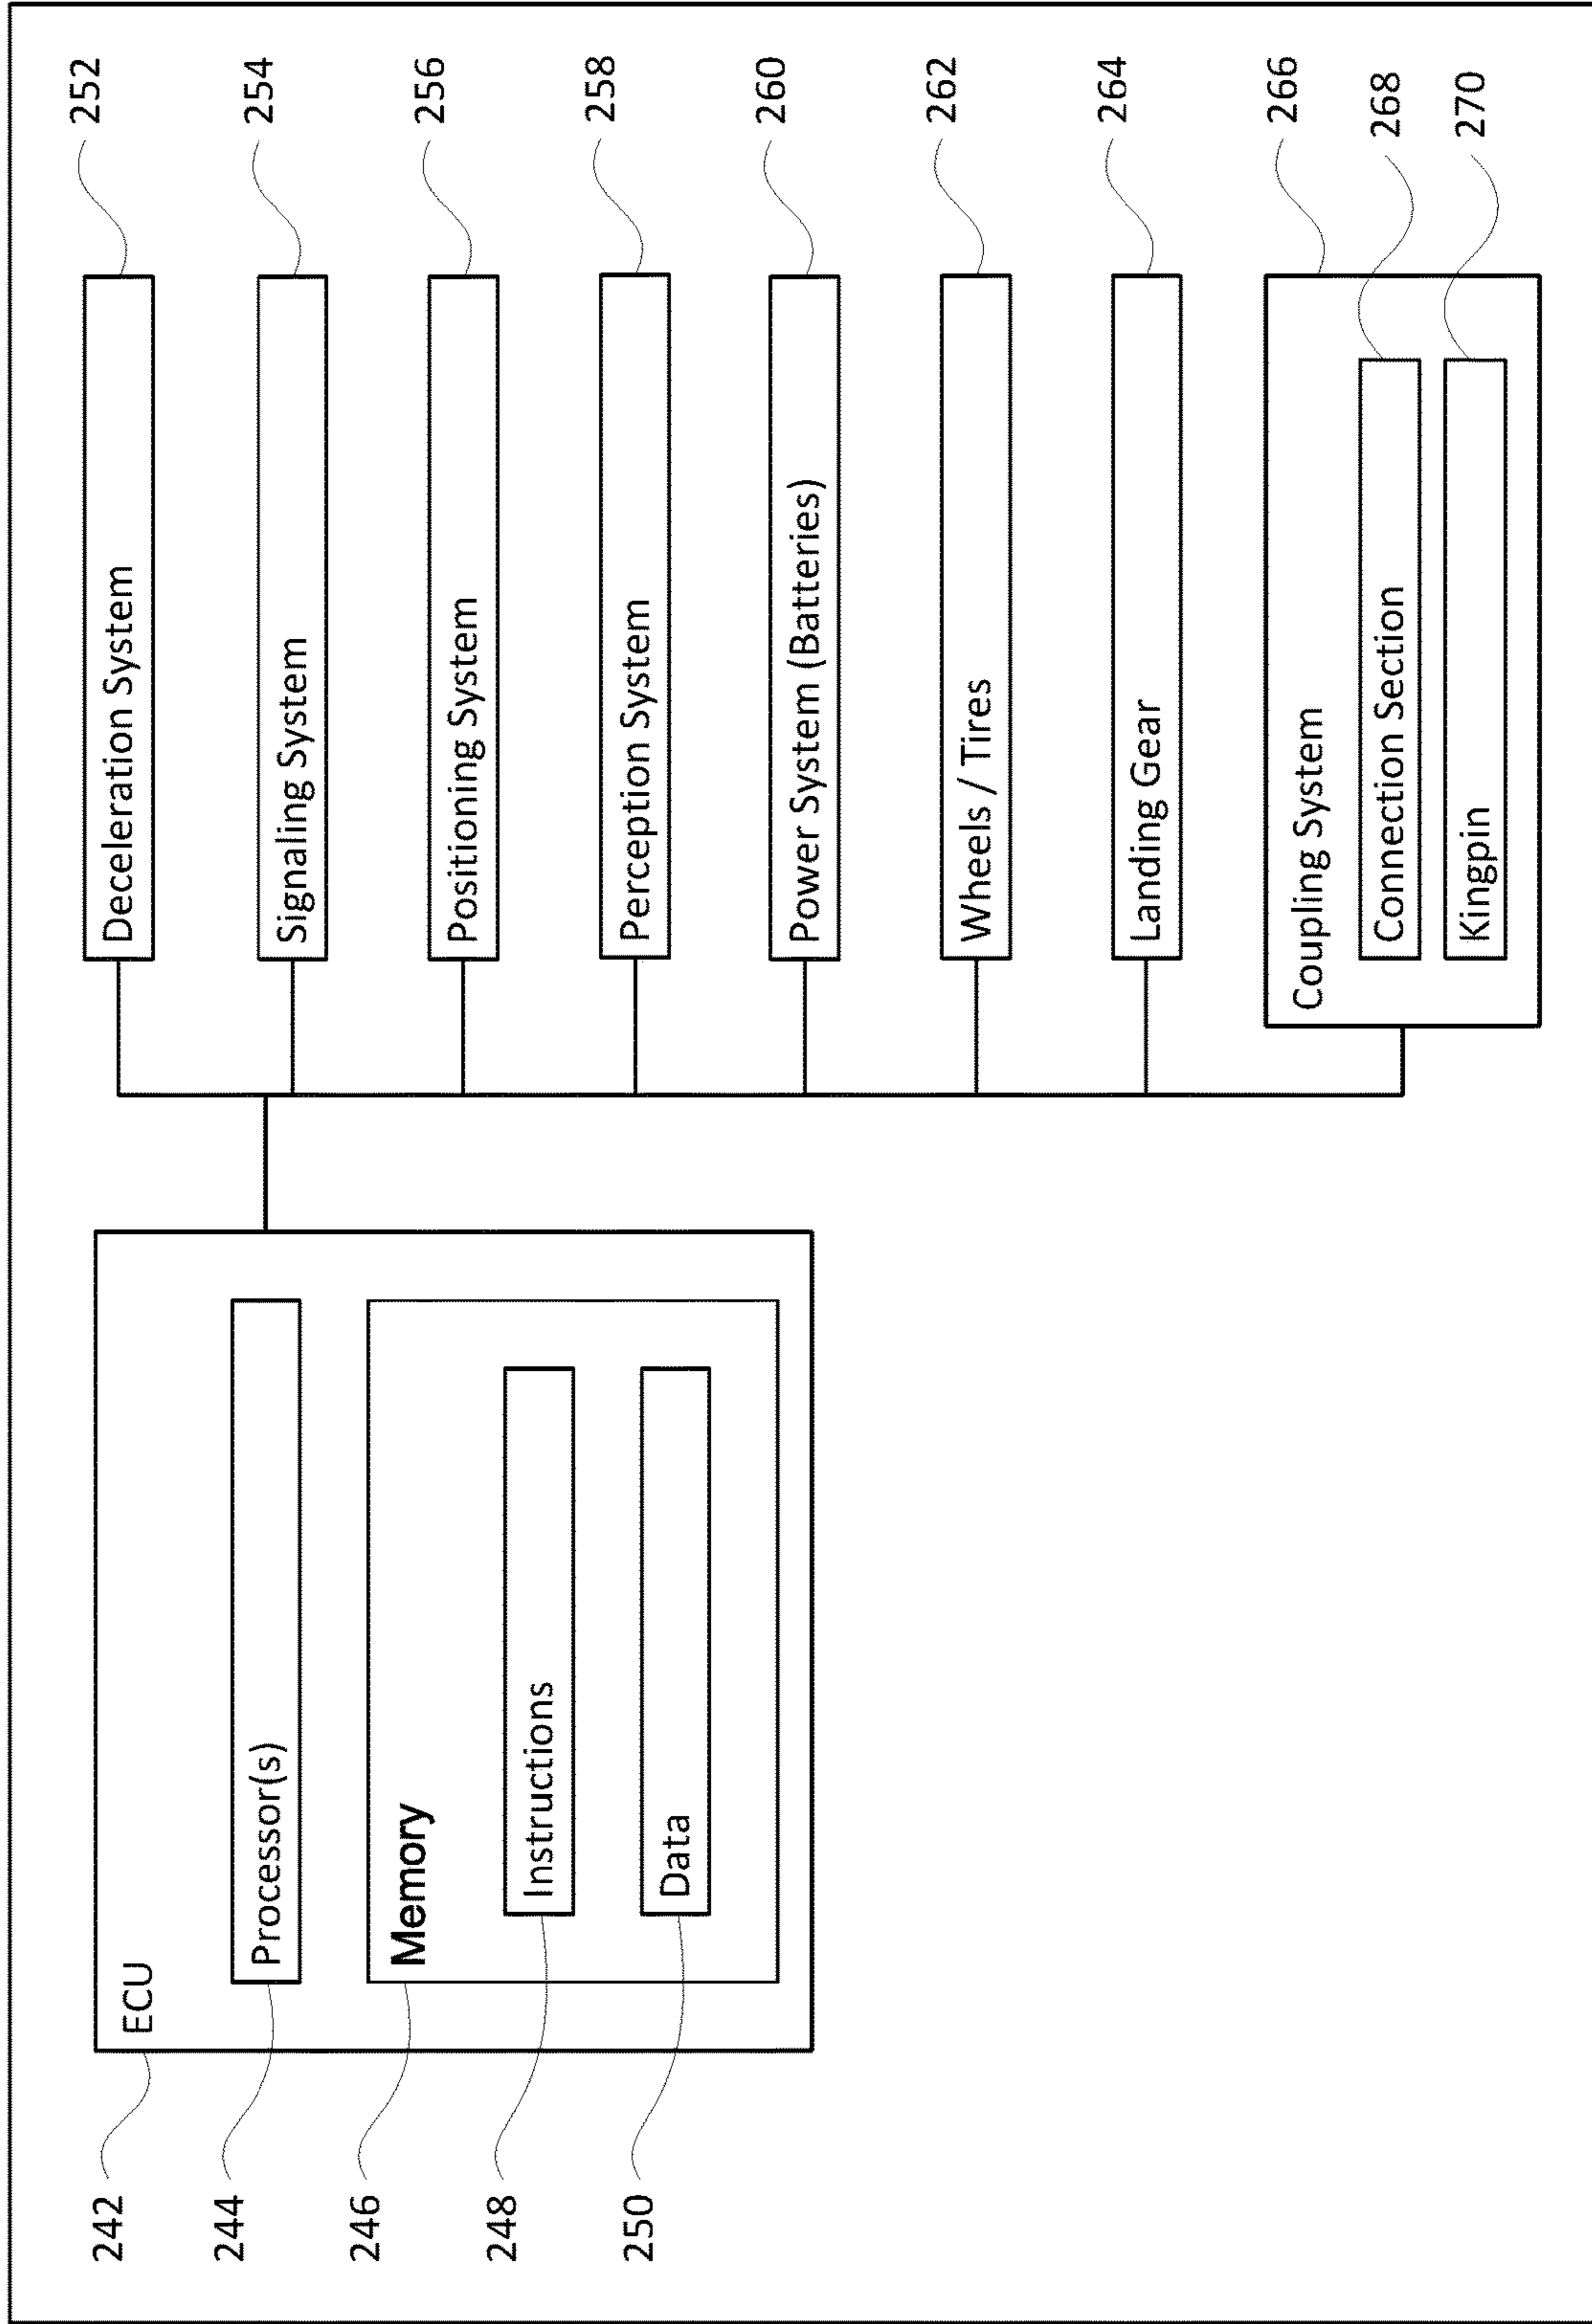 242
ECU
244
Processor(s)
246
Memory
248
Instructions
250
Data
Deceleration System
252
Signaling System
254
Positioning System
256
Perception System
258
Power System (Batteries)
260
Wheels / Tires
262
Landing Gear
264
Coupling System
266
Connection Section
268
Kingpin
270